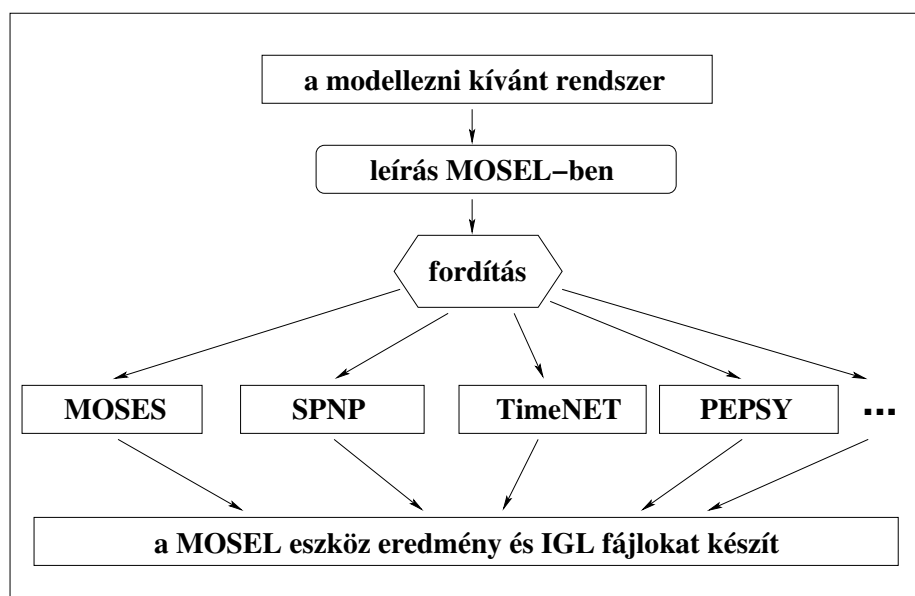 a modellezni kívánt rendszer
leírás MOSEL−ben
fordítás
MOSES
SPNP
TimeNET
PEPSY
...
a MOSEL eszköz eredmény és IGL fájlokat készít